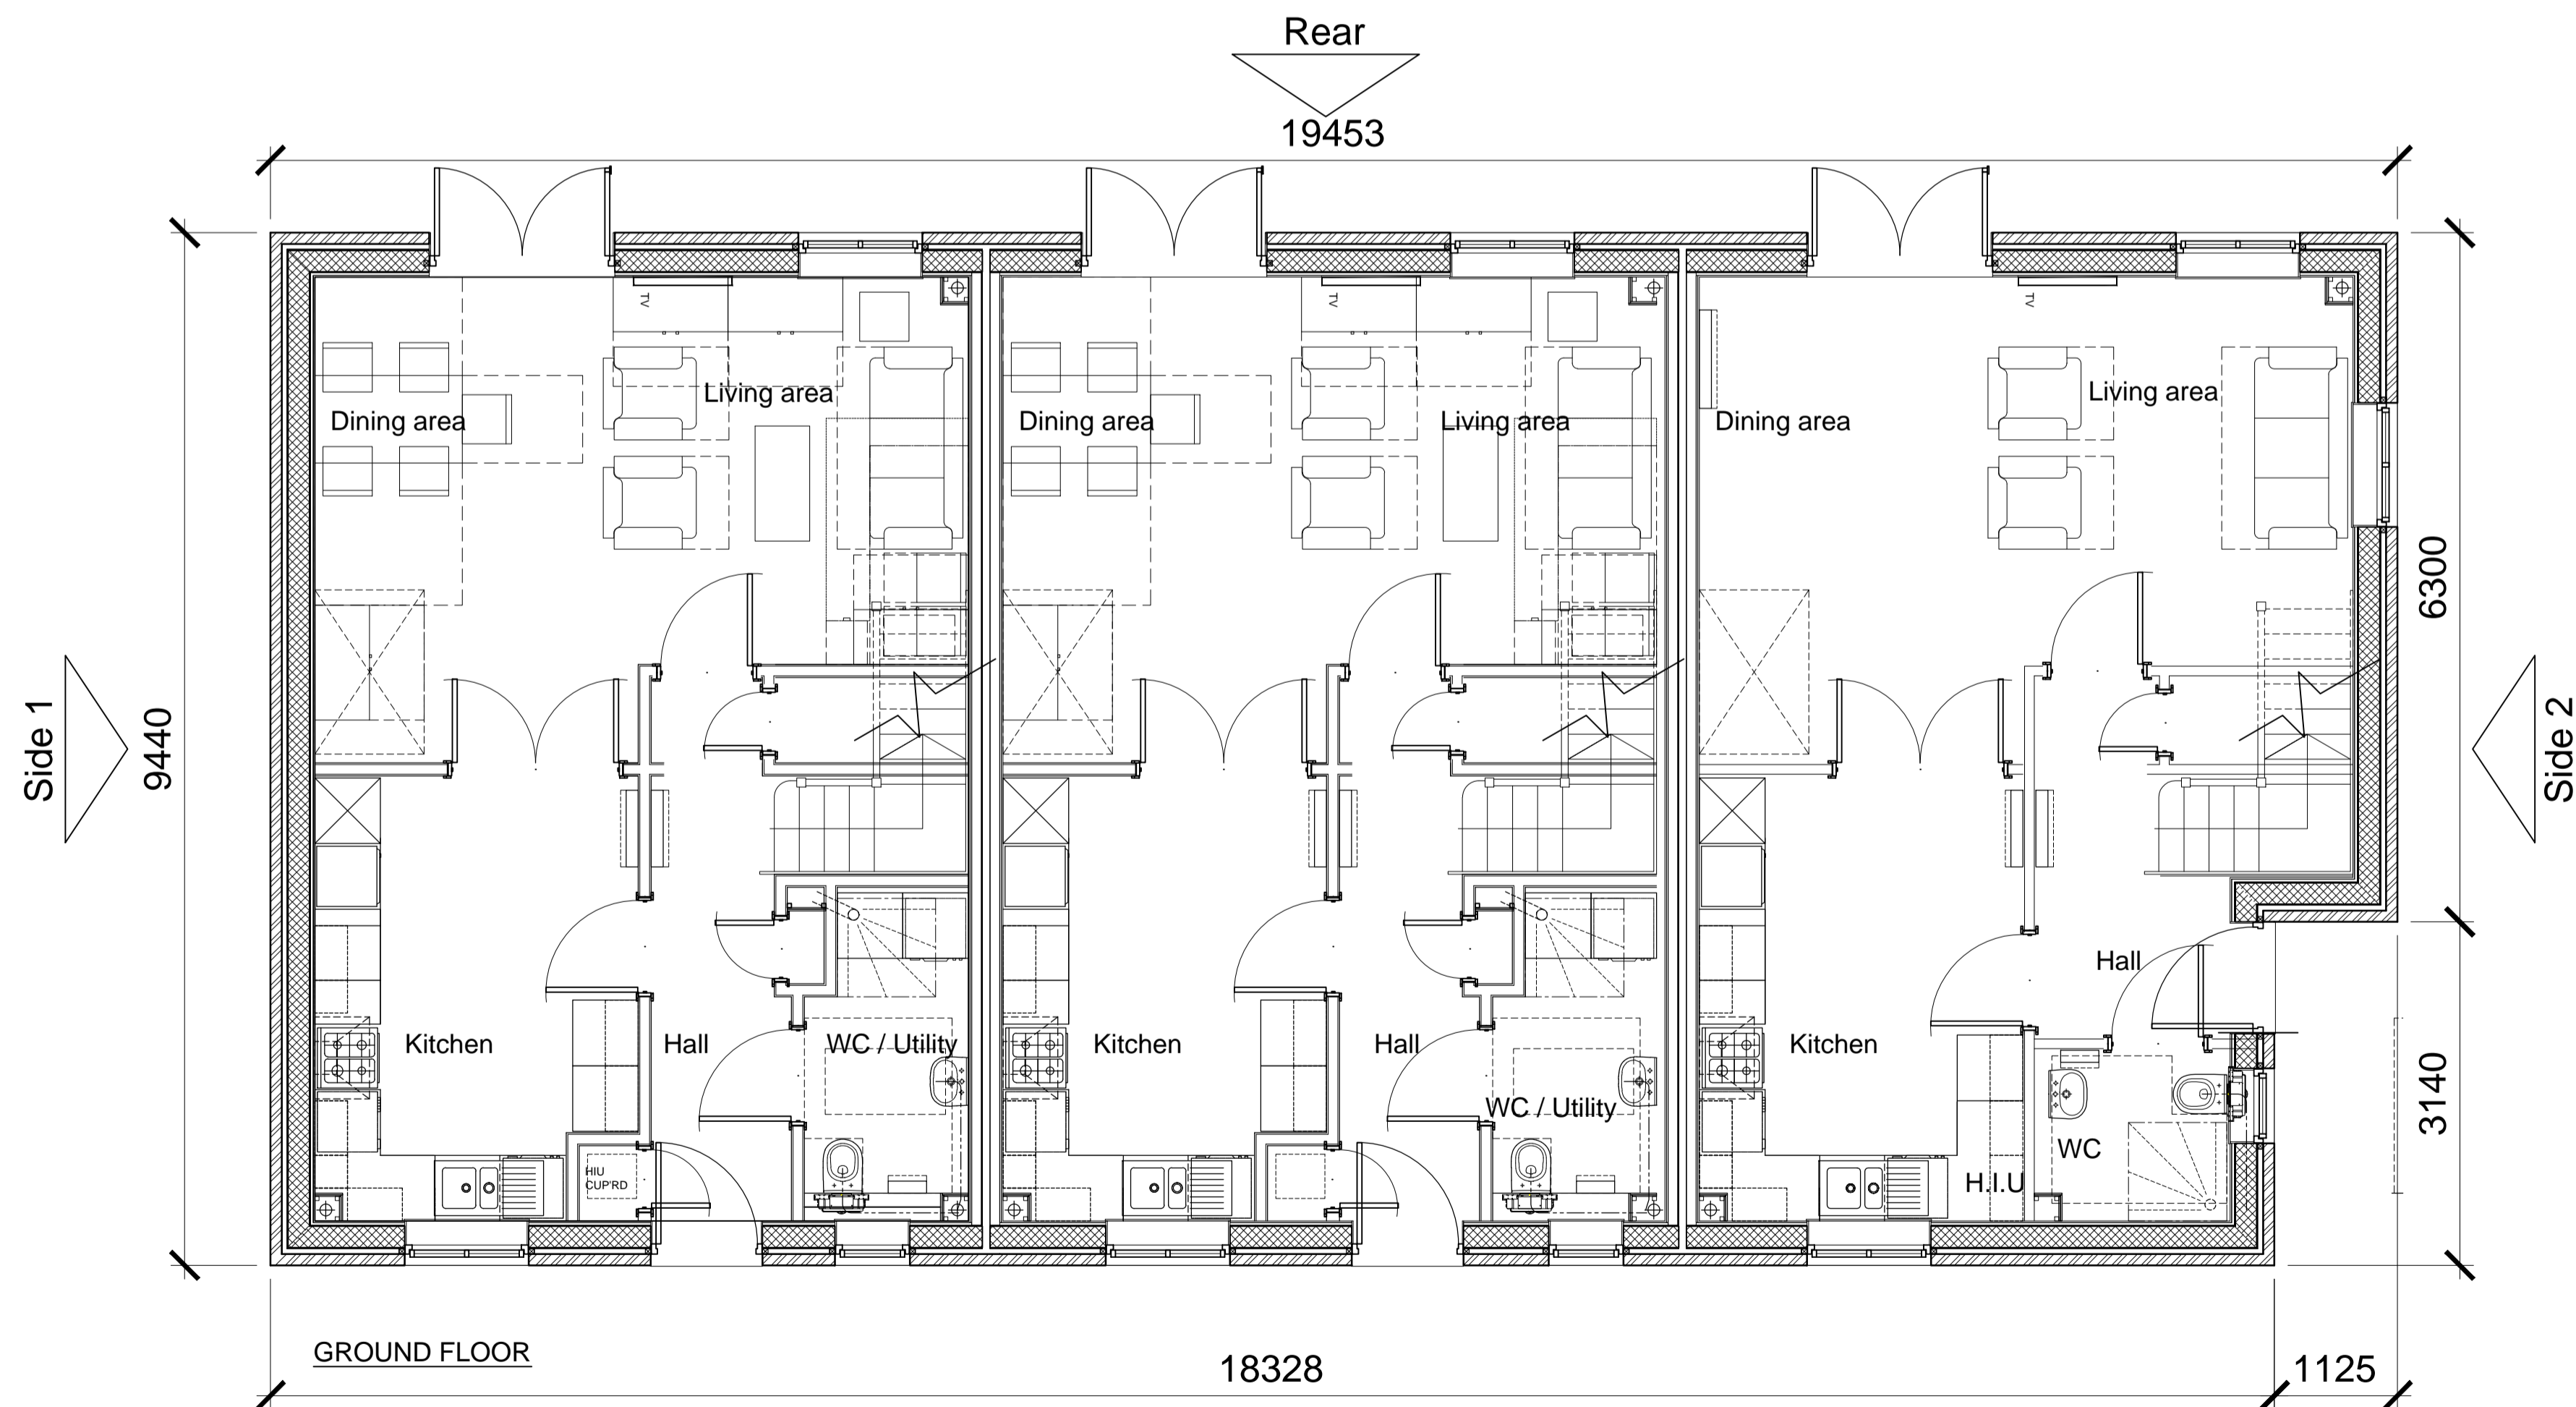 Rear
19453
TV
TV
TV
Living area
Living area
Living area
Dining area
Dining area
Dining area
6300
Side 1
9440
Side 2
Hall
Kitchen
Hall
WC / Utility
Kitchen
Hall
WC / Utility
Kitchen
3140
WC
HIU
CUP'RD
H.I.U
GROUND FLOOR
18328
1125